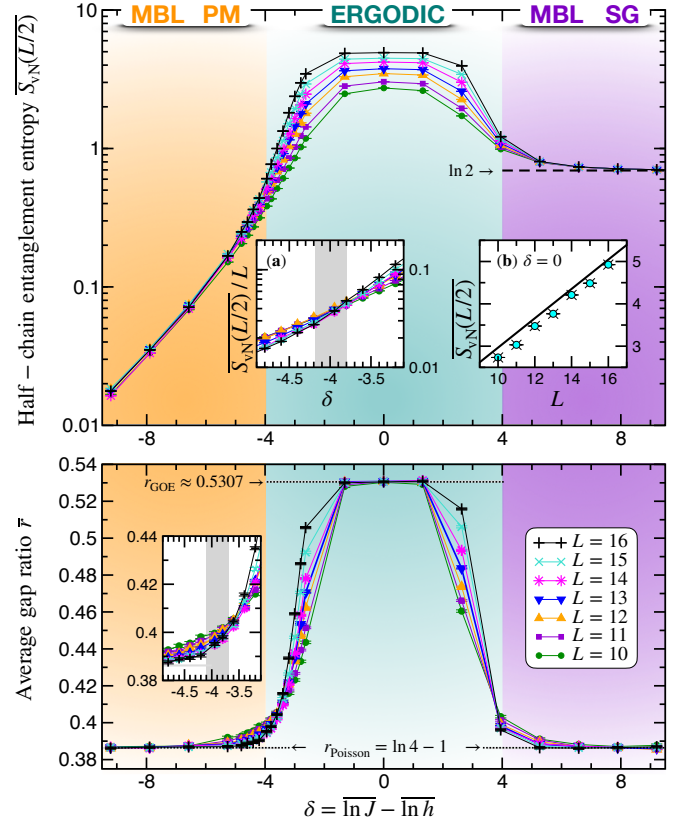 MBL PM ERGODIC MBL SG
Half − chain entanglement entropy S_vN(L/2)
10
1
0.1
0.01
ln 2 →
(a)
S_vN(L/2) / L
0.1
0.01
-4.5 -4 -3.5
δ
(b) δ = 0
S_vN(L/2)
5
4
3
10 12 14 16
L
-8 -4 0 4 8
Average gap ratio r
0.54
0.52
0.50
0.48
0.46
0.44
0.42
0.40
0.38
r_GOE ≈ 0.5307 →
0.44
0.42
0.4
0.38
-4.5 -4 -3.5
L = 16
L = 15
L = 14
L = 13
L = 12
L = 11
L = 10
← r_Poisson = ln 4 − 1 →
-8 -4 0 4 8
δ = ln J − ln h